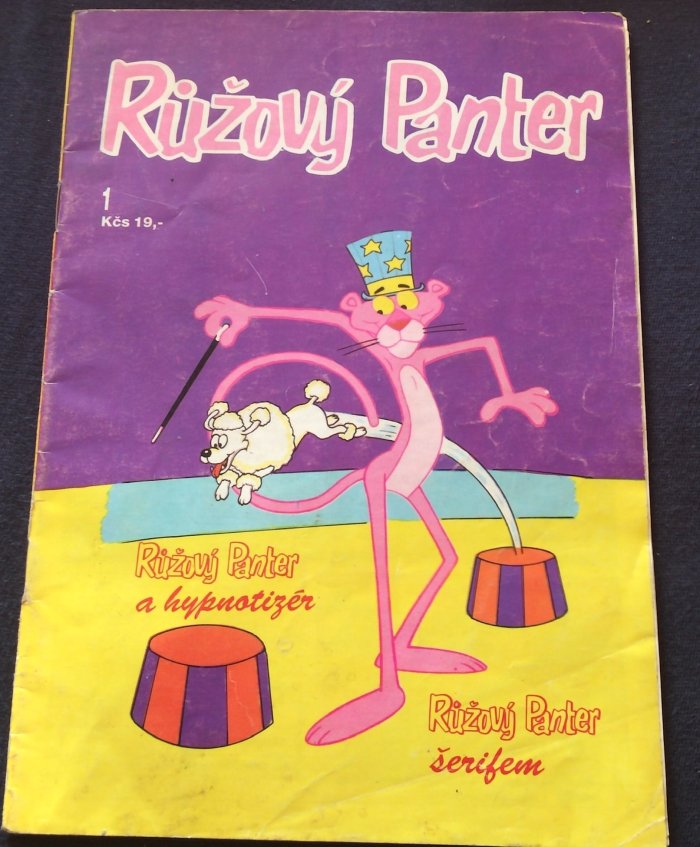 Růžový Panter
1
Kčs 19,-
Růžový Panter
a hypnotizér
Růžový Panter
šerifem